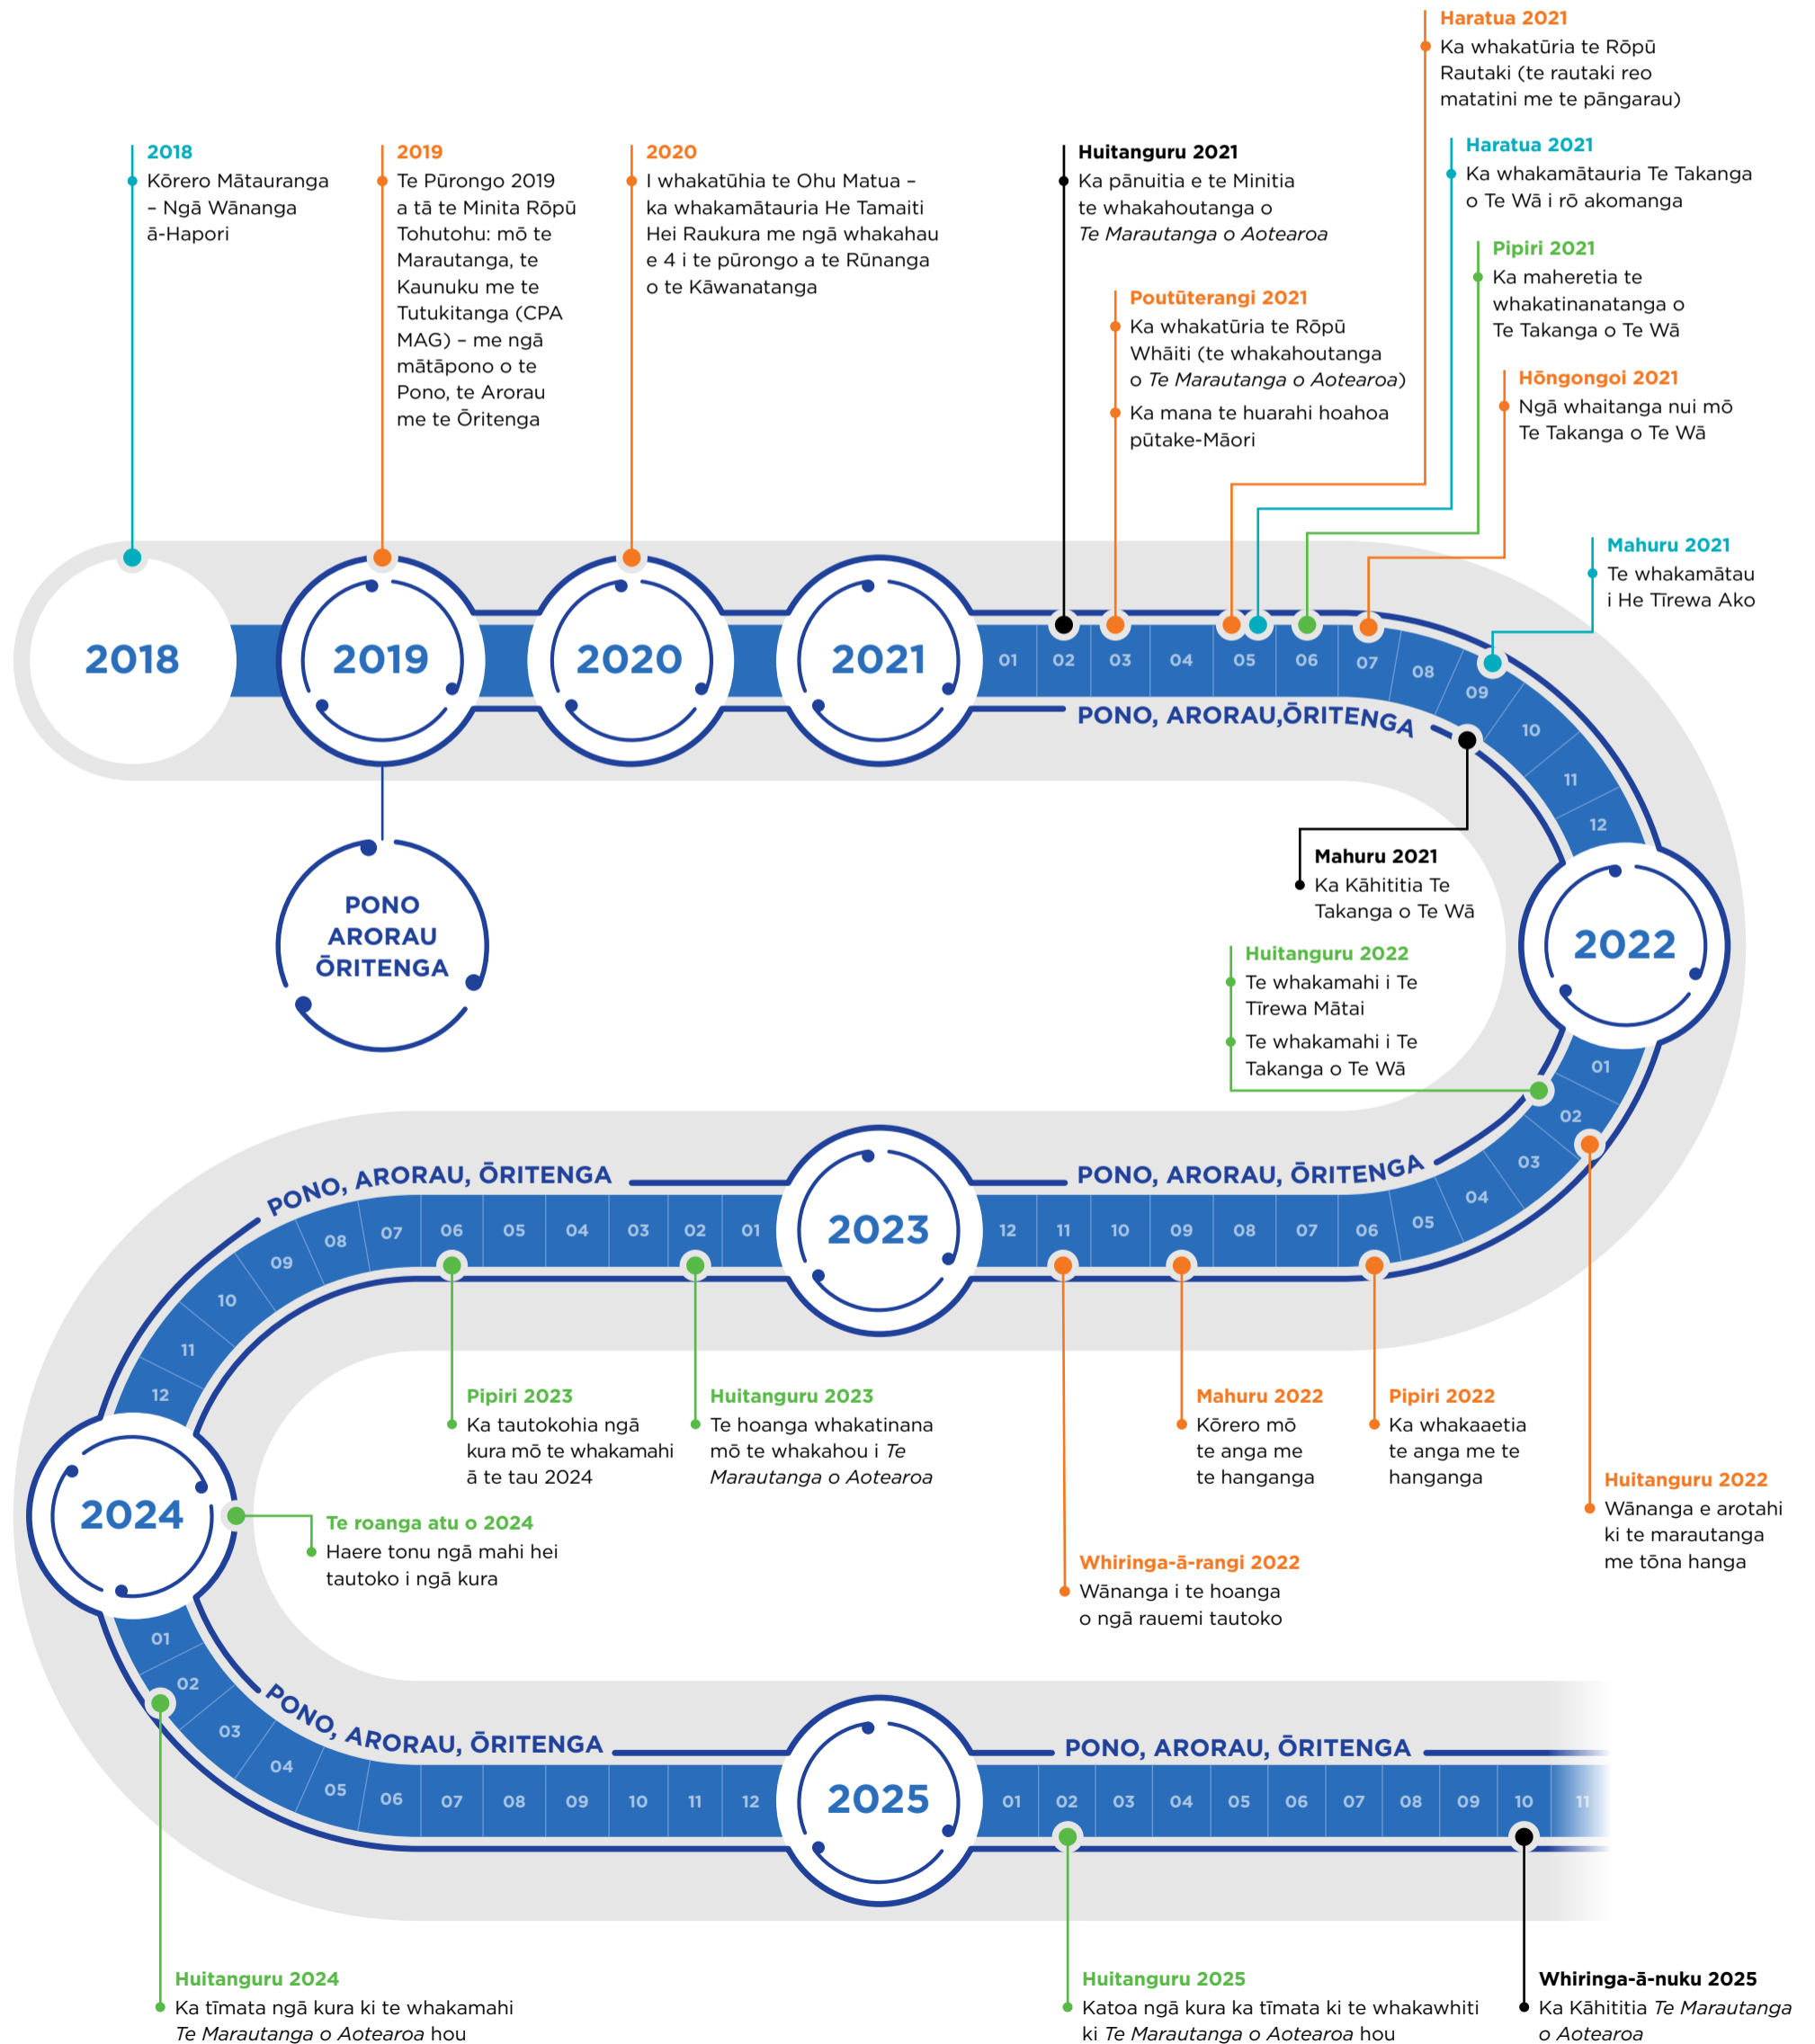 Haratua 2021
Ka whakatūria te Rōpū
Rautaki (te rautaki reo
matatini me te pāngarau)
2018
Kōrero Mātauranga
– Ngā Wānanga
ā-Hapori
2019
Te Pūrongo 2019
a tā te Minita Rōpū
Tohutohu: mō te
Marautanga, te
Kaunuku me te
Tutukitanga (CPA
MAG) – me ngā
mātāpono o te
Pono, te Arorau
me te Ōritenga
2020
I whakatūhia te Ohu Matua –
ka whakamātauria He Tamaiti
Hei Raukura me ngā whakahau
e 4 i te pūrongo a te Rūnanga
o te Kāwanatanga
Huitanguru 2021
Ka pānuitia e te Minitia
te whakahoutanga o
Te Marautanga o Aotearoa
Poutūterangi 2021
Ka whakatūria te Rōpū
Whāiti (te whakahoutanga
o Te Marautanga o Aotearoa)
Ka mana te huarahi hoahoa
pūtake-Māori
Haratua 2021
Ka whakamātauria Te Takanga
o Te Wā i rō akomanga
Pipiri 2021
Ka maheretia te
whakatinanatanga o
Te Takanga o Te Wā
Hōngongoi 2021
Ngā whaitanga nui mō
Te Takanga o Te Wā
Mahuru 2021
Te whakamātau
i He Tīrewa Ako
2018
2019
2020
2021
01
02
03
04
05
06
07
08
09
10
11
12
PONO, ARORAU,ŌRITENGA
PONO
ARORAU
ŌRITENGA
Mahuru 2021
Ka Kāhititia Te
Takanga o Te Wā
2022
Huitanguru 2022
Te whakamahi i Te
Tīrewa Mātai
Te whakamahi i Te
Takanga o Te Wā
01
02
03
04
05
06
07
08
09
10
11
12
PONO, ARORAU, ŌRITENGA
2023
PONO, ARORAU, ŌRITENGA
01
02
03
04
05
06
07
08
09
10
11
12
Pipiri 2023
Ka tautokohia ngā
kura mō te whakamahi
ā te tau 2024
Huitanguru 2023
Te hoanga whakatinana
mō te whakahou i Te
Marautanga o Aotearoa
Mahuru 2022
Kōrero mō
te anga me
te hanganga
Pipiri 2022
Ka whakaaetia
te anga me te
hanganga
Huitanguru 2022
Wānanga e arotahi
ki te marautanga
me tōna hanga
Whiringa-ā-rangi 2022
Wānanga i te hoanga
o ngā rauemi tautoko
2024
Te roanga atu o 2024
Haere tonu ngā mahi hei
tautoko i ngā kura
01
02
03
04
05
06
07
08
09
10
11
12
PONO, ARORAU, ŌRITENGA
2025
PONO, ARORAU, ŌRITENGA
01
02
03
04
05
06
07
08
09
10
11
Huitanguru 2024
Ka tīmata ngā kura ki te whakamahi
Te Marautanga o Aotearoa hou
Huitanguru 2025
Katoa ngā kura ka tīmata ki te whakawhiti
ki Te Marautanga o Aotearoa hou
Whiringa-ā-nuku 2025
Ka Kāhititia Te Marautanga
o Aotearoa